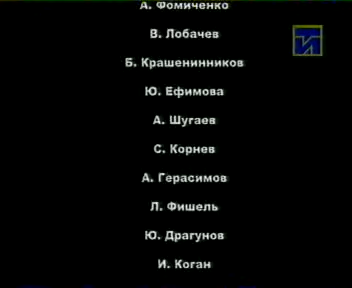 А. Фомиченко
В. Лобачев
Б. Крашенинников
Ю. Ефимова
А. Шугаев
С. Корнев
А. Герасимов
Л. Фишель
Ю. Драгунов
И. Коган